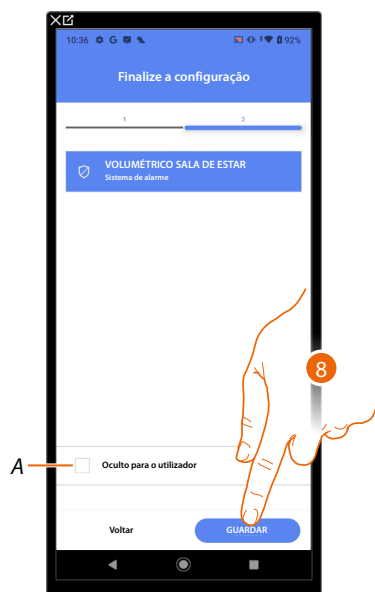 10:36 G 92%
Finalize a configuração
1 2
VOLUMÉTRICO SALA DE ESTAR
Sistema de alarme
8
A
Oculto para o utilizador
Voltar GUARDAR